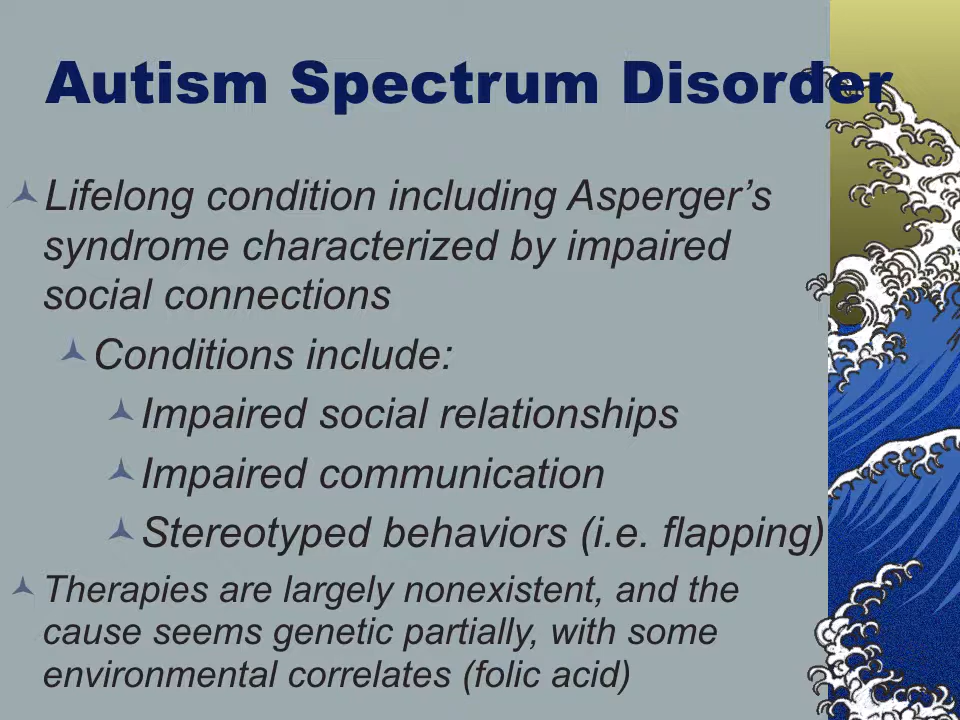 Autism Spectrum Disorder
Lifelong condition including Asperger’s
syndrome characterized by impaired
social connections
Conditions include:
Impaired social relationships
Impaired communication
Stereotyped behaviors (i.e. flapping)
Therapies are largely nonexistent, and the
cause seems genetic partially, with some
environmental correlates (folic acid)